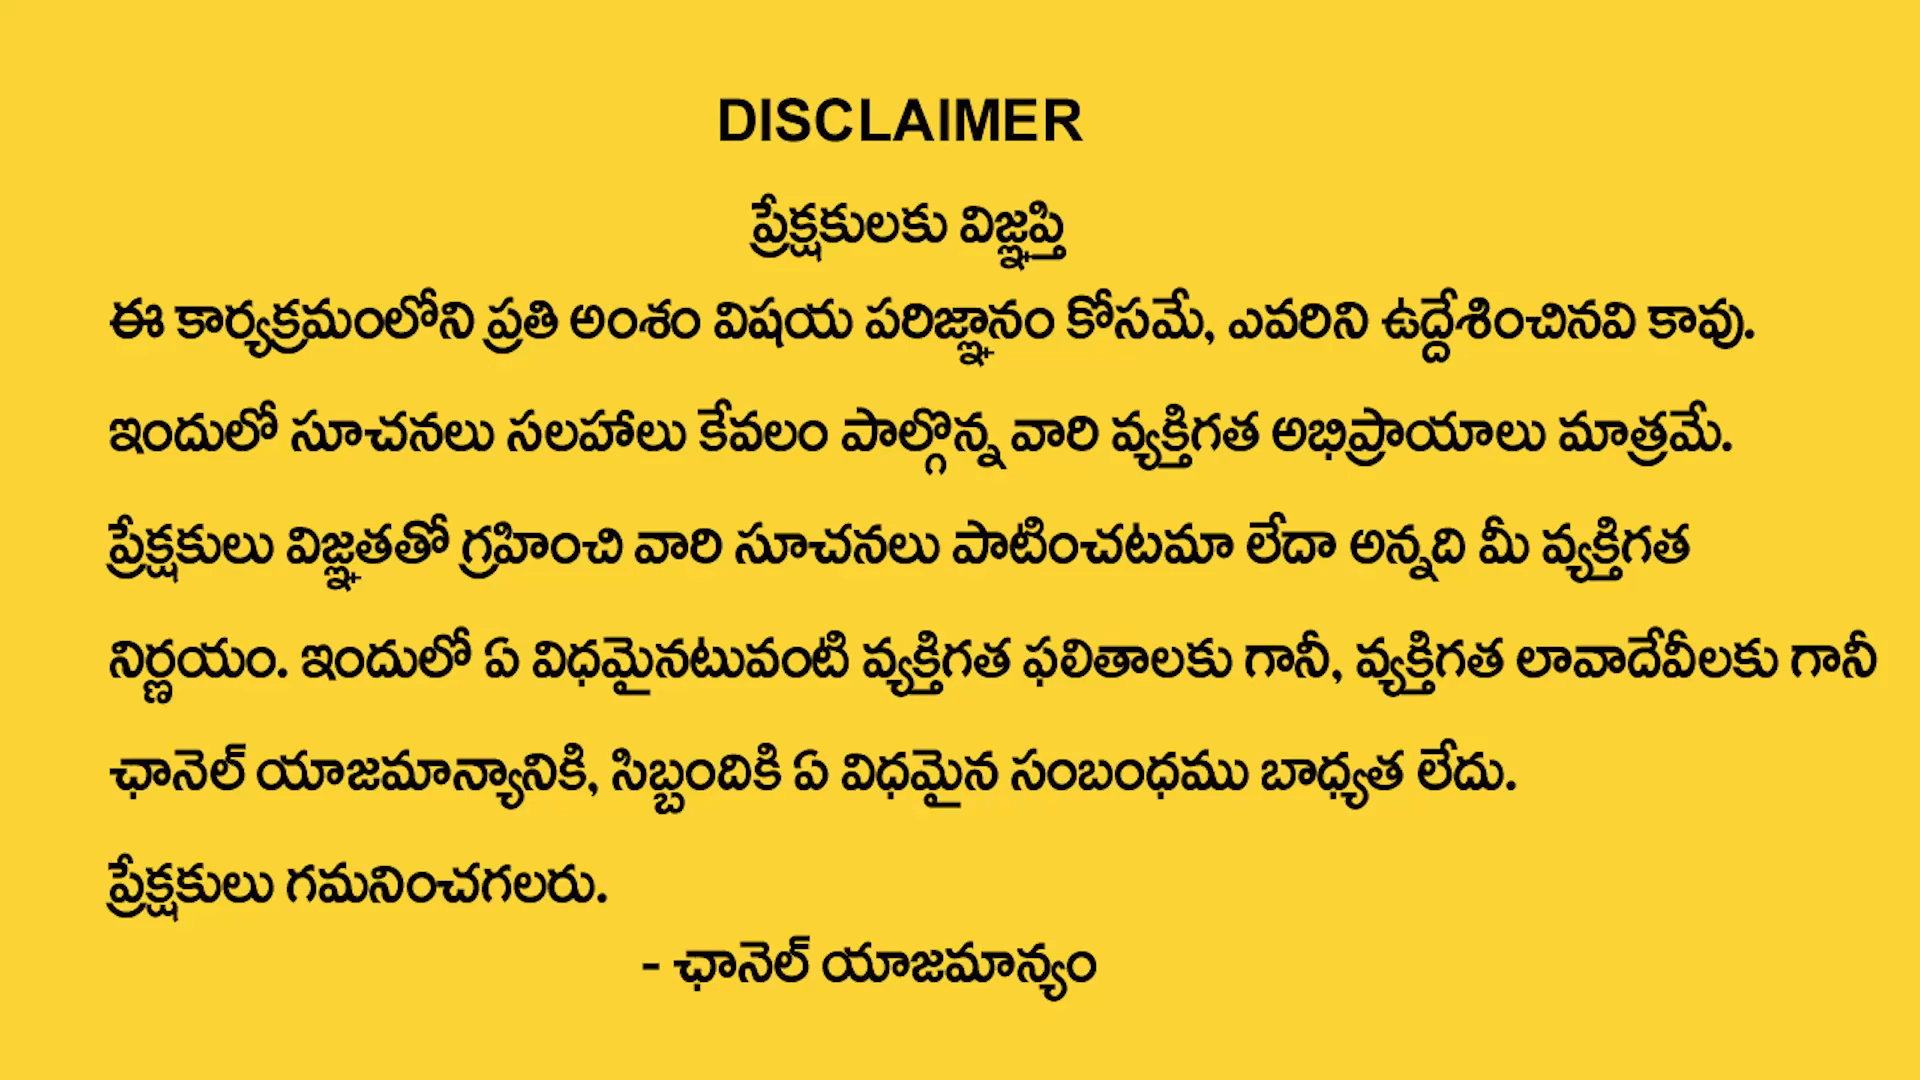 DISCLAIMER
ప్రేక్షకులకు విజ్ఞప్తి
ఈ కార్యక్రమంలోని ప్రతి అంశం విషయ పరిజ్ఞానం కోసమే, ఎవరిని ఉద్దేశించినవి కావు.
ఇందులో సూచనలు సలహాలు కేవలం పాల్గొన్న వారి వ్యక్తిగత అభిప్రాయాలు మాత్రమే.
ప్రేక్షకులు విజ్ఞతతో గ్రహించి వారి సూచనలు పాటించటమా లేదా అన్నది మీ వ్యక్తిగత
నిర్ణయం. ఇందులో ఏ విధమైనటువంటి వ్యక్తిగత ఫలితాలకు గానీ, వ్యక్తిగత లావాదేవీలకు గానీ
ఛానెల్ యాజమాన్యానికి, సిబ్బందికి ఏ విధమైన సంబంధము బాధ్యత లేదు.
ప్రేక్షకులు గమనించగలరు.
- ఛానెల్ యాజమాన్యం